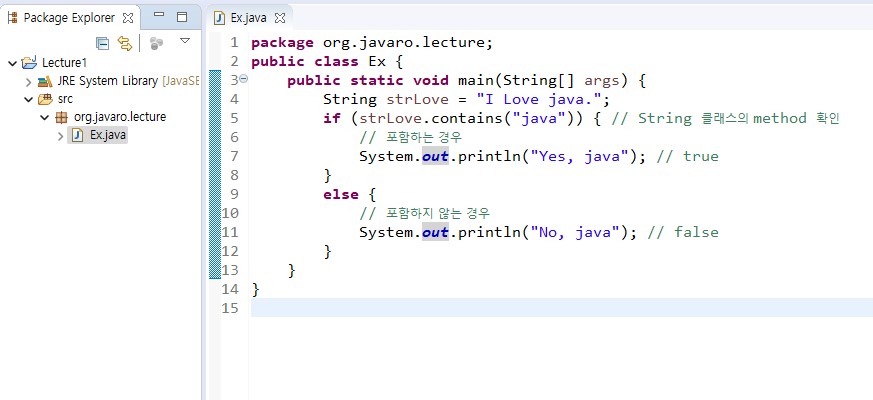 Package Explorer
Lecture1
JRE System Library [JavaSE
src
org.javaro.lecture
Ex.java
Ex.java
1 package org.javaro.lecture;
2 public class Ex {
3 public static void main(String[] args) {
4 String strLove = "I Love java.";
5 if (strLove.contains("java")) { // String 클래스의 method 확인
6 // 포함하는 경우
7 System.out.println("Yes, java"); // true
8 }
9 else {
10 // 포함하지 않는 경우
11 System.out.println("No, java"); // false
12 }
13 }
14 }
15